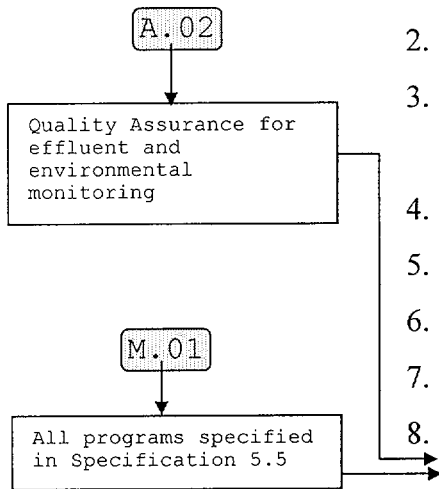 A.02
2.
3.
Quality Assurance for
effluent and
environmental
monitoring
4.
5.
6.
M.01
7.
8.
All programs specified
in Specification 5.5